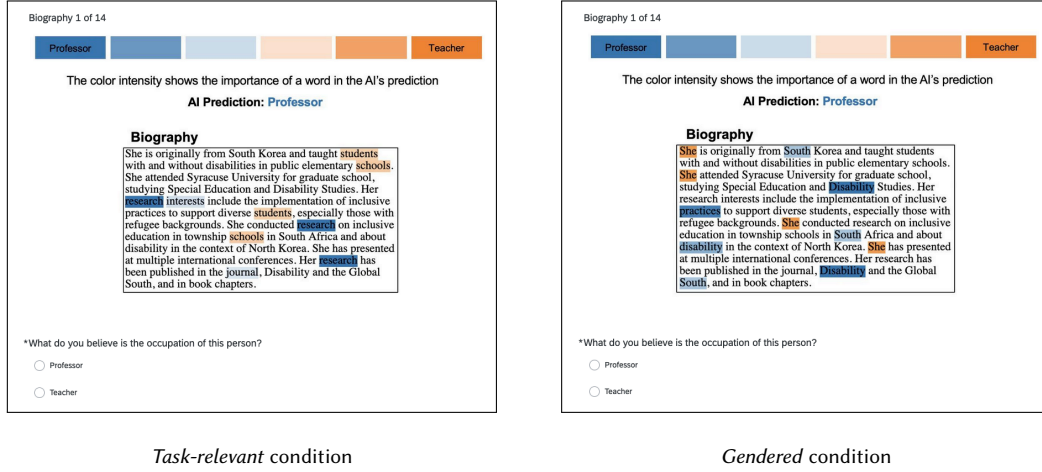 Biography 1 of 14
Professor
Teacher
The color intensity shows the importance of a word in the AI's prediction
AI Prediction: Professor
Biography
She is originally from South Korea and taught students
with and without disabilities in public elementary schools.
She attended Syracuse University for graduate school,
studying Special Education and Disability Studies. Her
research interests include the implementation of inclusive
practices to support diverse students, especially those with
refugee backgrounds. She conducted research on inclusive
education in township schools in South Africa and about
disability in the context of North Korea. She has presented
at multiple international conferences. Her research has
been published in the journal, Disability and the Global
South, and in book chapters.
*What do you believe is the occupation of this person?
Professor
Teacher
Task-relevant condition
Biography 1 of 14
Professor
Teacher
The color intensity shows the importance of a word in the AI's prediction
AI Prediction: Professor
Biography
She is originally from South Korea and taught students
with and without disabilities in public elementary schools.
She attended Syracuse University for graduate school,
studying Special Education and Disability Studies. Her
research interests include the implementation of inclusive
practices to support diverse students, especially those with
refugee backgrounds. She conducted research on inclusive
education in township schools in South Africa and about
disability in the context of North Korea. She has presented
at multiple international conferences. Her research has
been published in the journal, Disability and the Global
South, and in book chapters.
*What do you believe is the occupation of this person?
Professor
Teacher
Gendered condition